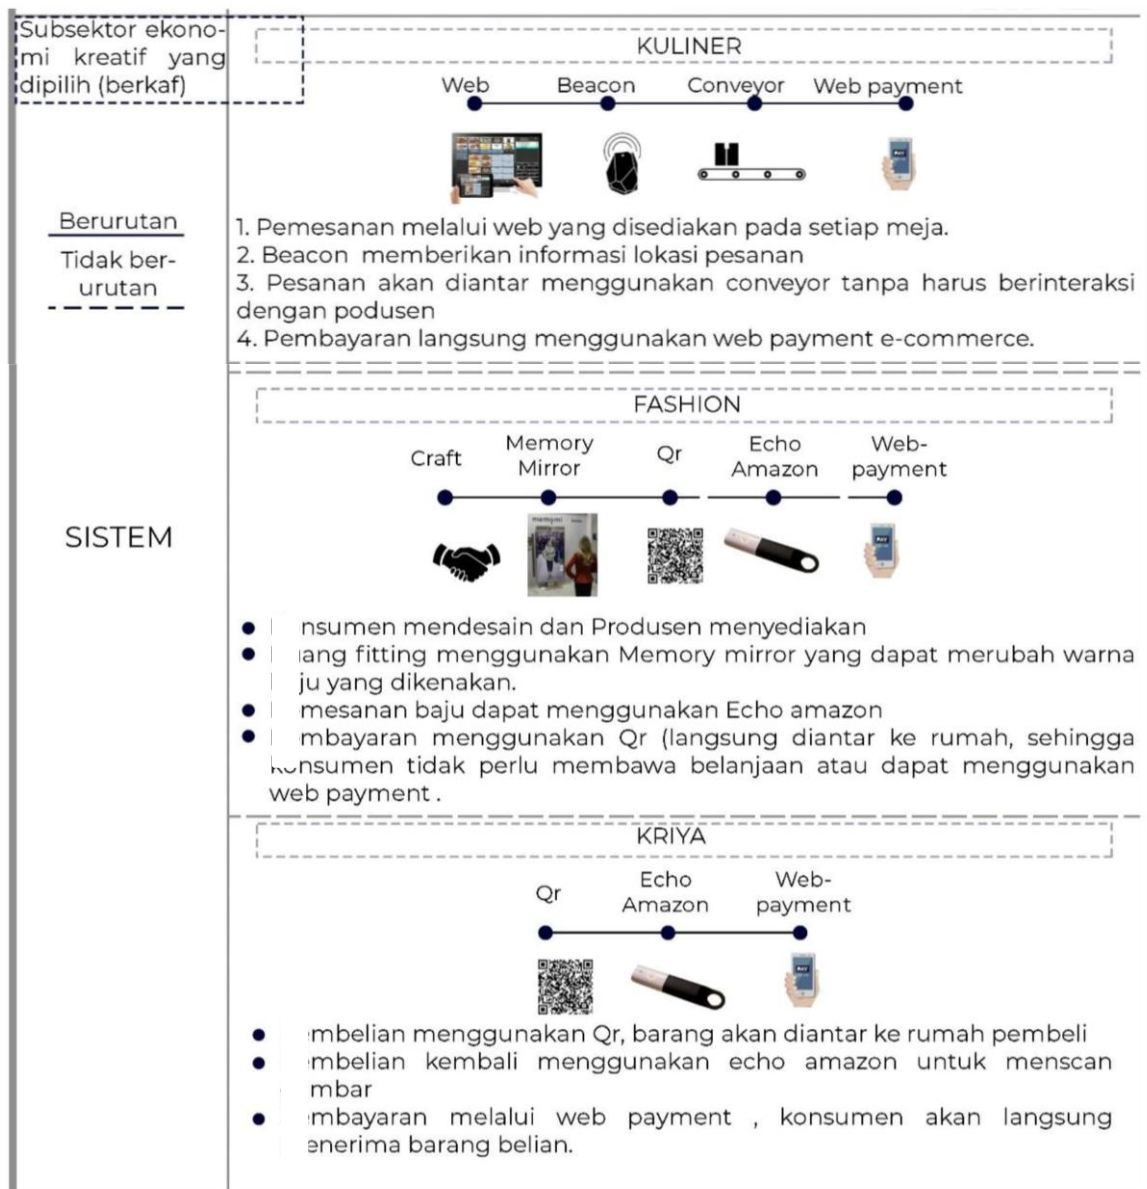 Subsektor ekono-
mi kreatif yang
dipilih (berkaf)
KULINER
Web Beacon Conveyor Web payment
Berurutan
Tidak ber-
urutan
1. Pemesanan melalui web yang disediakan pada setiap meja.
2. Beacon memberikan informasi lokasi pesanan
3. Pesanan akan diantar menggunakan conveyor tanpa harus berinteraksi
dengan podusen
4. Pembayaran langsung menggunakan web payment e-commerce.
SISTEM
FASHION
Craft
Memory
Mirror
Qr
Echo
Amazon
Web-
payment
memomi
PAY
nsumen mendesain dan Produsen menyediakan
ang fitting menggunakan Memory mirror yang dapat merubah warna
ju yang dikenakan.
mesanan baju dapat menggunakan Echo amazon
mbayaran menggunakan Qr (langsung diantar ke rumah, sehingga
konsumen tidak perlu membawa belanjaan atau dapat menggunakan
web payment .
KRIYA
Qr
Echo
Amazon
Web-
payment
PAY
embelian menggunakan Qr, barang akan diantar ke rumah pembeli
embelian kembali menggunakan echo amazon untuk menscan
mbar
embayaran melalui web payment , konsumen akan langsung
enerima barang belian.